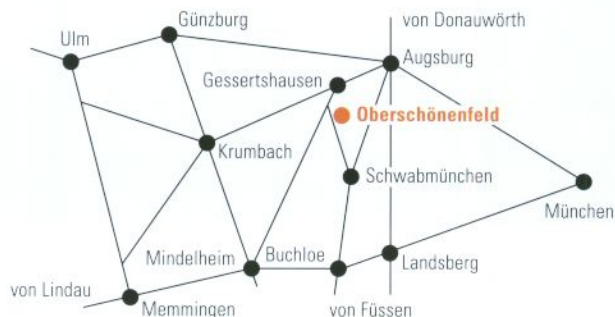 von Donauwörth
Günzburg
Ulm
Augsburg
Gessertshausen
Oberschönenfeld
Krumbach
Schwabmünchen
München
Mindelheim
Buchloe
Landsberg
von Lindau
Memmingen
von Füssen